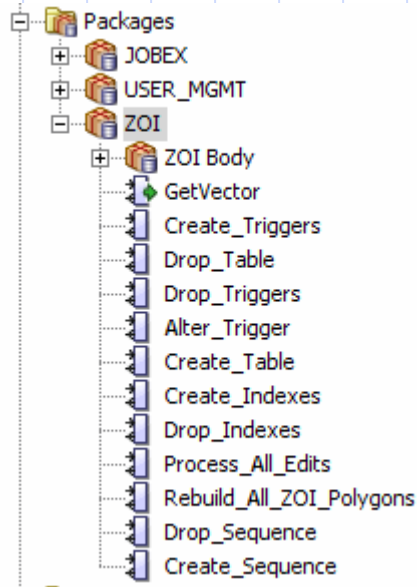 Packages
JOBEX
USER_MGMT
ZOI
ZOI Body
GetVector
Create_Triggers
Drop_Table
Drop_Triggers
Alter_Trigger
Create_Table
Create_Indexes
Drop_Indexes
Process_All_Edits
Rebuild_All_ZOI_Polygons
Drop_Sequence
Create_Sequence